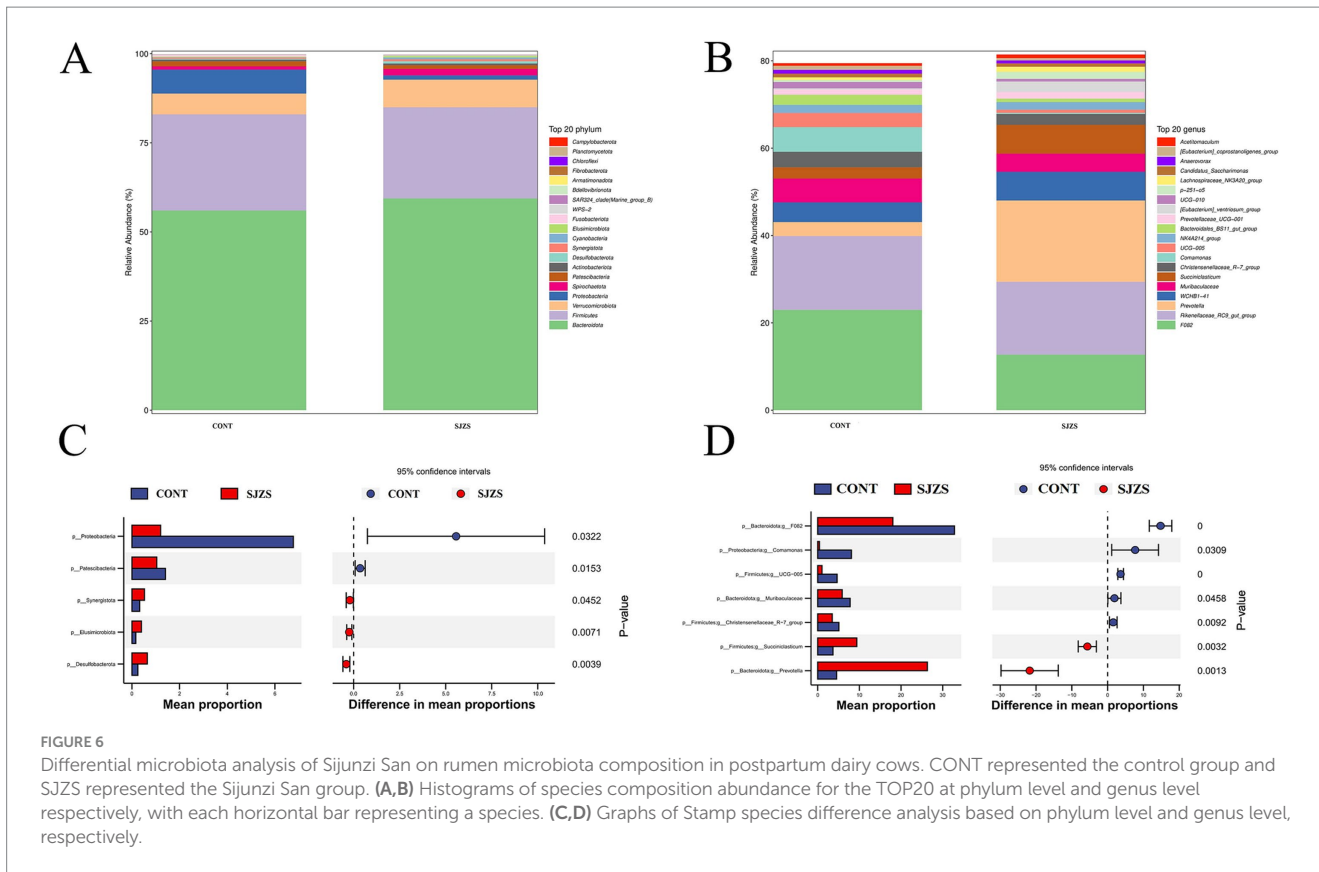 A
100
75
50
25
0
Relative Abundance (%)
CONT
SJZS
Top 20 phylum
Campylobacterota
Planctomycetota
Chloroflexi
Fibrobacterota
Armatimonadota
Bdellovibrionota
SAR324_clade(Marine_group_B)
WPS-2
Fusobacteriota
Elusimicrobiota
Cyanobacteria
Synergistota
Desulfobacterota
Actinobacteriota
Patescibacteria
Spirochaetota
Proteobacteria
Verrucomicrobiota
Firmicutes
Bacteroidota
B
80
60
40
20
0
Relative Abundance (%)
CONT
SJZS
Top 20 genus
Acetitomaculum
[Eubacterium]_coprostanoligenes_group
Anaerovorax
Candidatus_Saccharimonas
Lachnospiraceae_NK3A20_group
p-251-o5
UCG-010
[Eubacterium]_ventriosum_group
Prevotellaceae_UCG-001
Bacteroidales_BS11_gut_group
NK4A214_group
UCG-005
Comamonas
Christensenellaceae_R-7_group
Succiniclasticum
Muribaculaceae
WCHB1-41
Prevotella
Rikenellaceae_RC9_gut_group
F082
C
95% confidence intervals
CONT SJZS CONT SJZS
p__Proteobacteria 0.0322
p__Patescibacteria 0.0153
p__Synergistota 0.0452
p__Elusimicrobiota 0.0071
p__Desulfobacterota 0.0039
P-value
0 2 4 6 0.0 2.5 5.0 7.5 10.0
Mean proportion Difference in mean proportions
D
95% confidence intervals
CONT SJZS CONT SJZS
p__Bacteroidota;g__F082 0
p__Proteobacteria;g__Comamonas 0.0309
p__Firmicutes;g__UCG-005 0
p__Bacteroidota;g__Muribaculaceae 0.0458
p__Firmicutes;g__Christensenellaceae_R-7_group 0.0092
p__Firmicutes;g__Succiniclasticum 0.0032
p__Bacteroidota;g__Prevotella 0.0013
P-value
0 10 20 30 −30 −20 −10 0 10 20
Mean proportion Difference in mean proportions
FIGURE 6
Differential microbiota analysis of Sijunzi San on rumen microbiota composition in postpartum dairy cows. CONT represented the control group and
SJZS represented the Sijunzi San group. (A,B) Histograms of species composition abundance for the TOP20 at phylum level and genus level
respectively, with each horizontal bar representing a species. (C,D) Graphs of Stamp species difference analysis based on phylum level and genus level,
respectively.